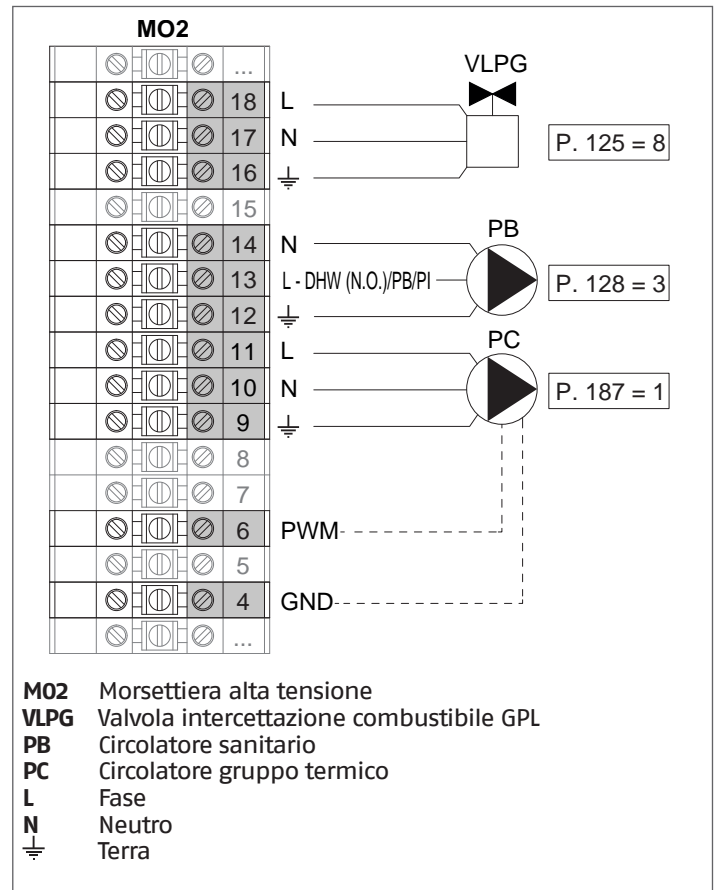 MO2
...
VLPG
18 L
17 N
P. 125 = 8
16 ⏚
15
PB
14 N
13 L - DHW (N.O.)/PB/PI
P. 128 = 3
12 ⏚
PC
11 L
10 N
P. 187 = 1
9 ⏚
8
7
6 PWM
5
4 GND
...
MO2 Morsettiera alta tensione
VLPG Valvola intercettazione combustibile GPL
PB Circolatore sanitario
PC Circolatore gruppo termico
L Fase
N Neutro
⏚ Terra